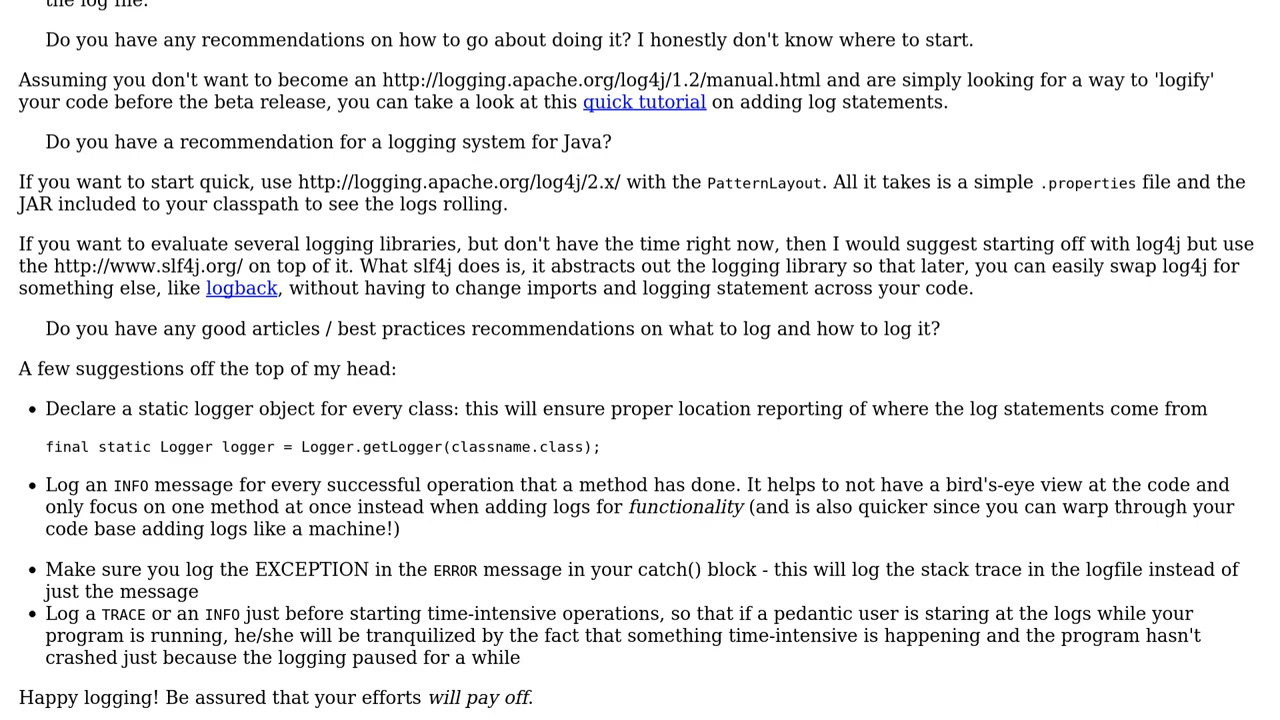 the log file.
Do you have any recommendations on how to go about doing it? I honestly don't know where to start.
Assuming you don't want to become an http://logging.apache.org/log4j/1.2/manual.html and are simply looking for a way to 'logify'
your code before the beta release, you can take a look at this quick tutorial on adding log statements.
Do you have a recommendation for a logging system for Java?
If you want to start quick, use http://logging.apache.org/log4j/2.x/ with the PatternLayout. All it takes is a simple .properties file and the
JAR included to your classpath to see the logs rolling.
If you want to evaluate several logging libraries, but don't have the time right now, then I would suggest starting off with log4j but use
the http://www.slf4j.org/ on top of it. What slf4j does is, it abstracts out the logging library so that later, you can easily swap log4j for
something else, like logback, without having to change imports and logging statement across your code.
Do you have any good articles / best practices recommendations on what to log and how to log it?
A few suggestions off the top of my head:
• Declare a static logger object for every class: this will ensure proper location reporting of where the log statements come from
final static Logger logger = Logger.getLogger(classname.class);
• Log an INFO message for every successful operation that a method has done. It helps to not have a bird's-eye view at the code and
only focus on one method at once instead when adding logs for functionality (and is also quicker since you can warp through your
code base adding logs like a machine!)
• Make sure you log the EXCEPTION in the ERROR message in your catch() block - this will log the stack trace in the logfile instead of
just the message
• Log a TRACE or an INFO just before starting time-intensive operations, so that if a pedantic user is staring at the logs while your
program is running, he/she will be tranquilized by the fact that something time-intensive is happening and the program hasn't
crashed just because the logging paused for a while
Happy logging! Be assured that your efforts will pay off.